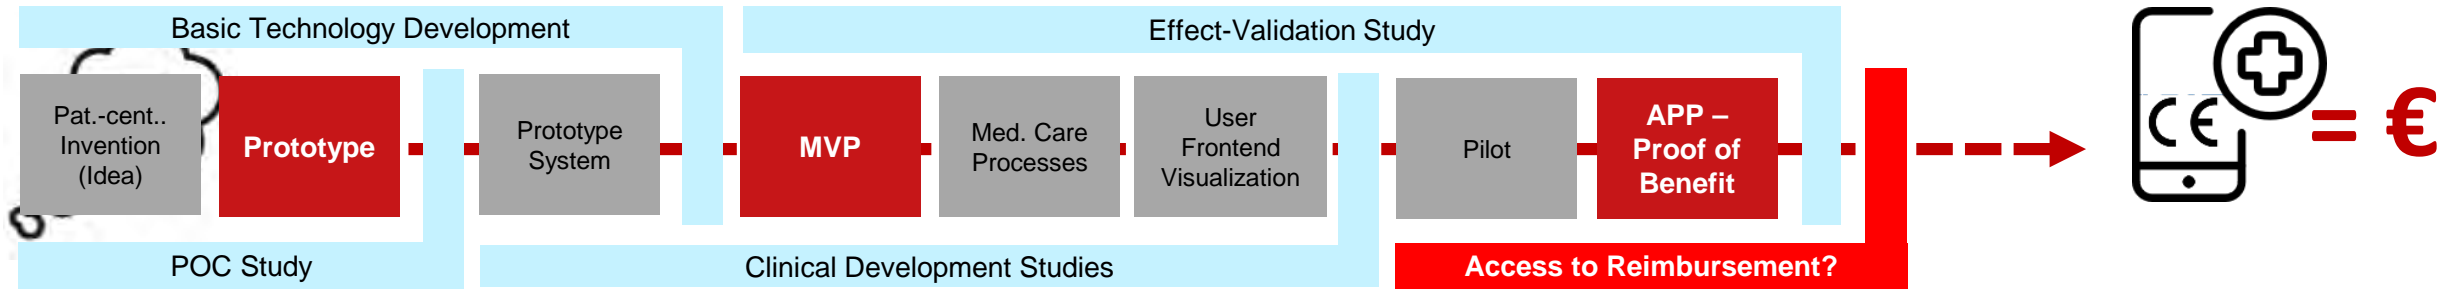 Basic Technology Development
Effect-Validation Study
Pat.-cent..
Invention
(Idea)
Prototype
Prototype
System
MVP
Med. Care
Processes
User
Frontend
Visualization
Pilot
APP –
Proof of
Benefit
CE
= €
POC Study
Clinical Development Studies
Access to Reimbursement?